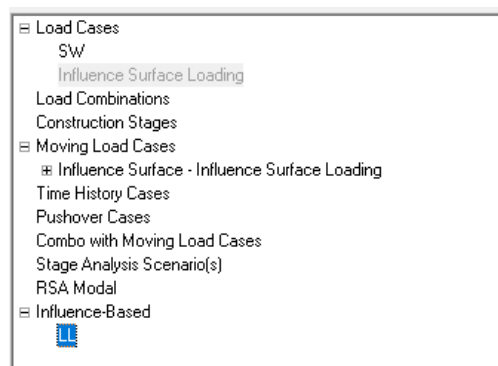 Load Cases
SW
Influence Surface Loading
Load Combinations
Construction Stages
Moving Load Cases
Influence Surface - Influence Surface Loading
Time History Cases
Pushover Cases
Combo with Moving Load Cases
Stage Analysis Scenario(s)
RSA Modal
Influence-Based
LL